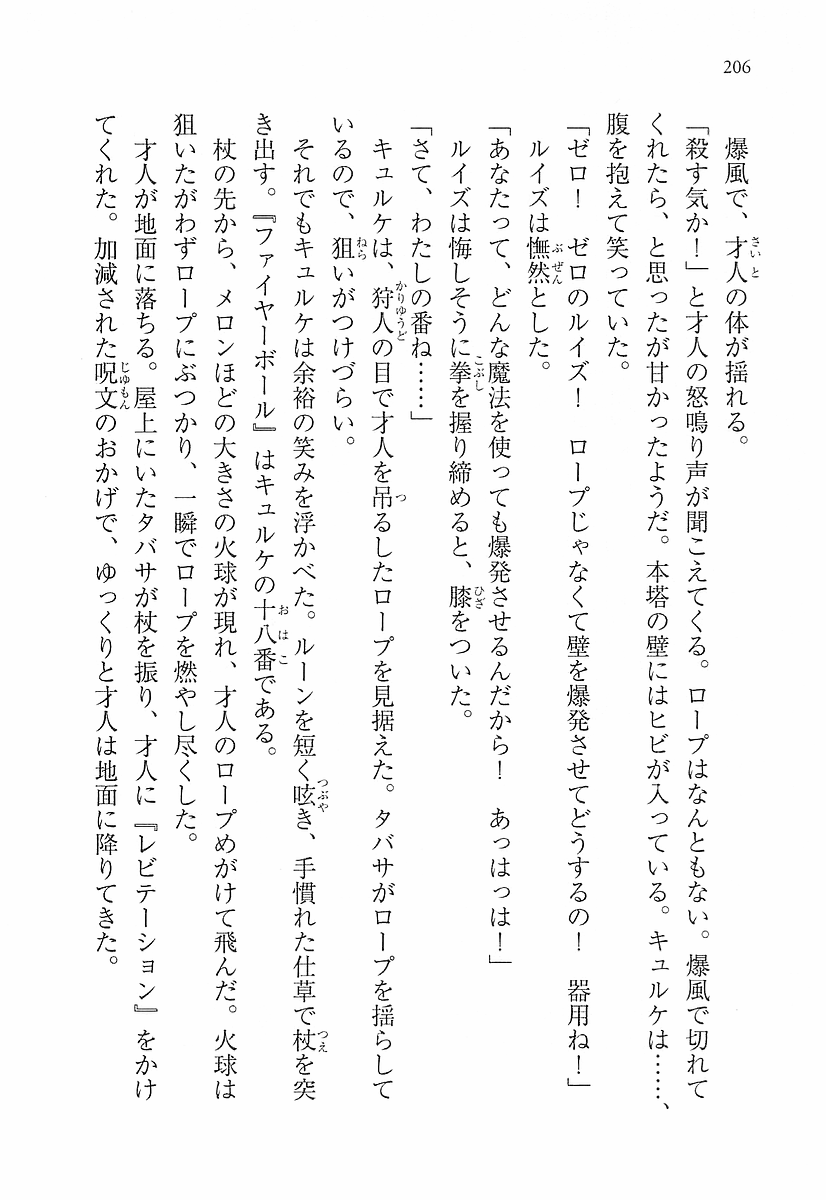 206
爆風で、才人の体が揺れる。
「殺す気か！」と才人の怒鳴り声が聞こえてくる。ロープはなんともない。爆風で切れて
くれたら、と思ったが甘かったようだ。本塔の壁にはヒビが入っている。キュルケは……、
腹を抱えて笑っていた。
「ゼロ！　ゼロのルイズ！　ロープじゃなくて壁を爆発させてどうするの！　器用ね！」
ルイズは憮然とした。
「あなたって、どんな魔法を使っても爆発させるんだから！　あっはっは！」
ルイズは悔しそうに拳を握り締めると、膝をついた。
「さて、わたしの番ね……」
キュルケは、狩人の目で才人を吊るしたロープを見据えた。タバサがロープを揺らして
いるので、狙いがつけづらい。
それでもキュルケは余裕の笑みを浮かべた。ルーンを短く呟き、手慣れた仕草で杖を突
き出す。『ファイヤーボール』はキュルケの十八番である。
杖の先から、メロンほどの大きさの火球が現れ、才人のロープめがけて飛んだ。火球は
狙いたがわずロープにぶつかり、一瞬でロープを燃やし尽くした。
才人が地面に落ちる。屋上にいたタバサが杖を振り、才人に『レビテーション』をかけ
てくれた。加減された呪文のおかげで、ゆっくりと才人は地面に降りてきた。